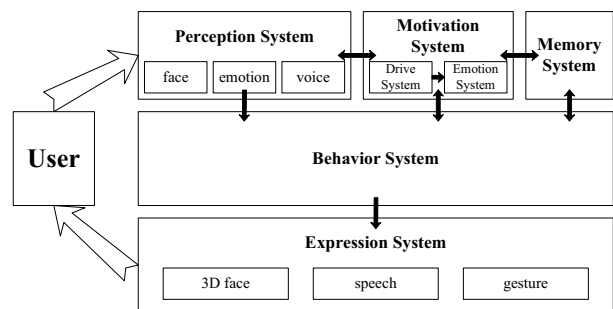 Perception System
face
emotion
voice
Motivation
System
Drive
System
Emotion
System
Memory
System
User
Behavior System
Expression System
3D face
speech
gesture